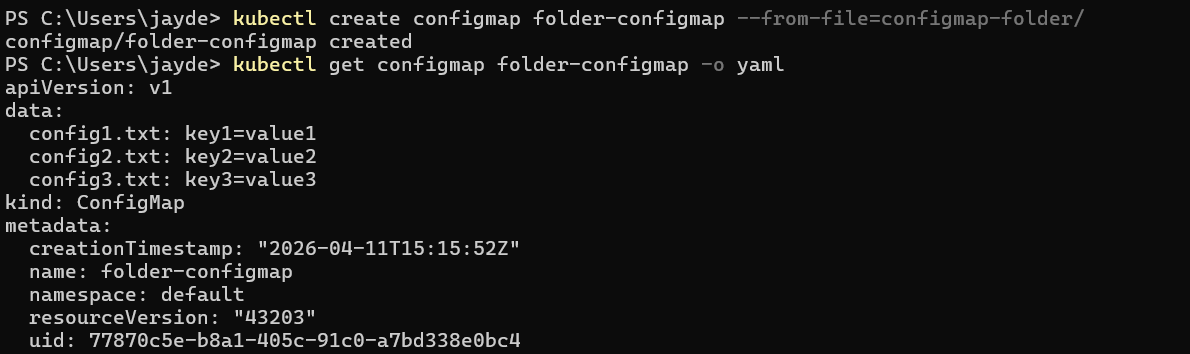 PS C:\Users\jayde> kubectl create configmap folder-configmap --from-file=configmap-folder/
configmap/folder-configmap created
PS C:\Users\jayde> kubectl get configmap folder-configmap -o yaml
apiVersion: v1
data:
  config1.txt: key1=value1
  config2.txt: key2=value2
  config3.txt: key3=value3
kind: ConfigMap
metadata:
  creationTimestamp: "2026-04-11T15:15:52Z"
  name: folder-configmap
  namespace: default
  resourceVersion: "43203"
  uid: 77870c5e-b8a1-405c-91c0-a7bd338e0bc4